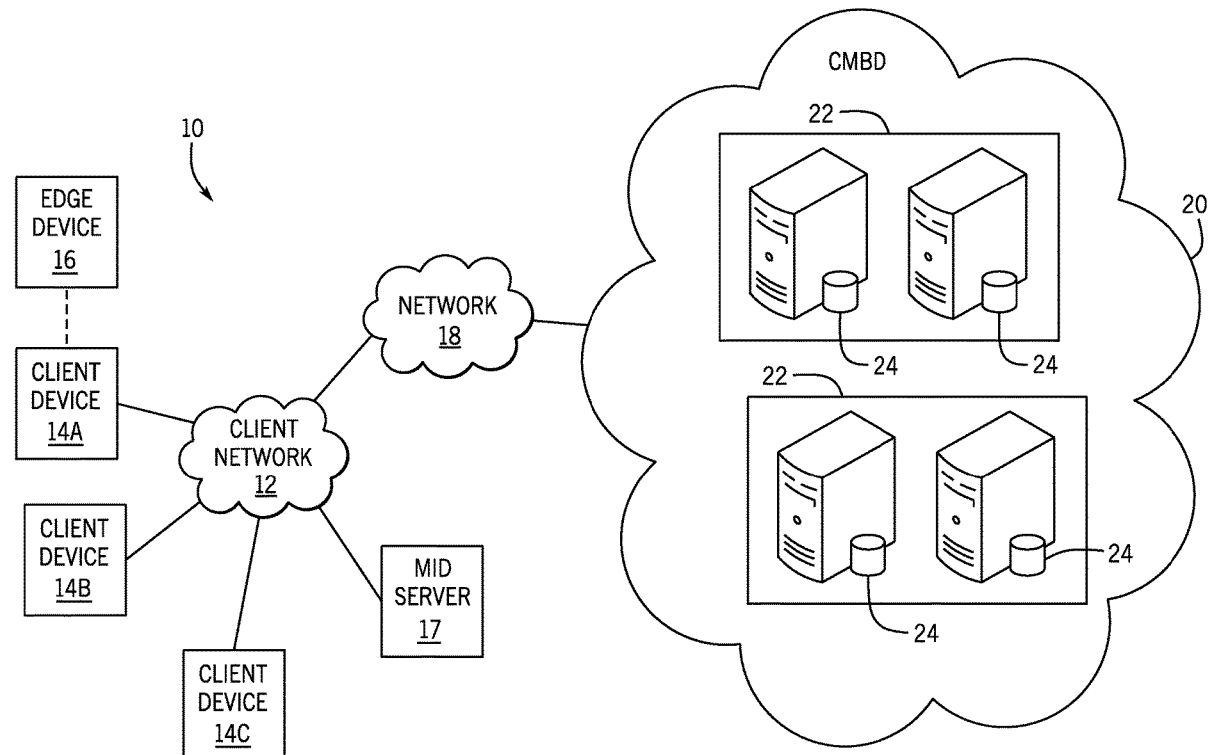 CMBD
22
10
20
EDGE
DEVICE
16
NETWORK
18
24
24
CLIENT
DEVICE
14A
22
CLIENT
NETWORK
12
CLIENT
DEVICE
14B
MID
SERVER
17
24
24
CLIENT
DEVICE
14C